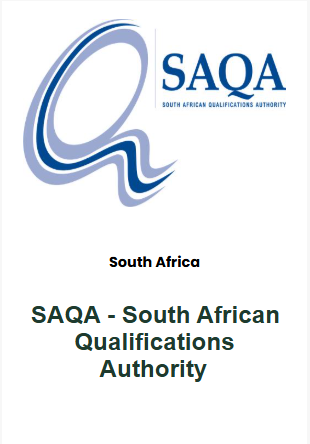 SAQA
SOUTH AFRICAN QUALIFICATIONS AUTHORITY
South Africa
SAQA - South African
Qualifications
Authority